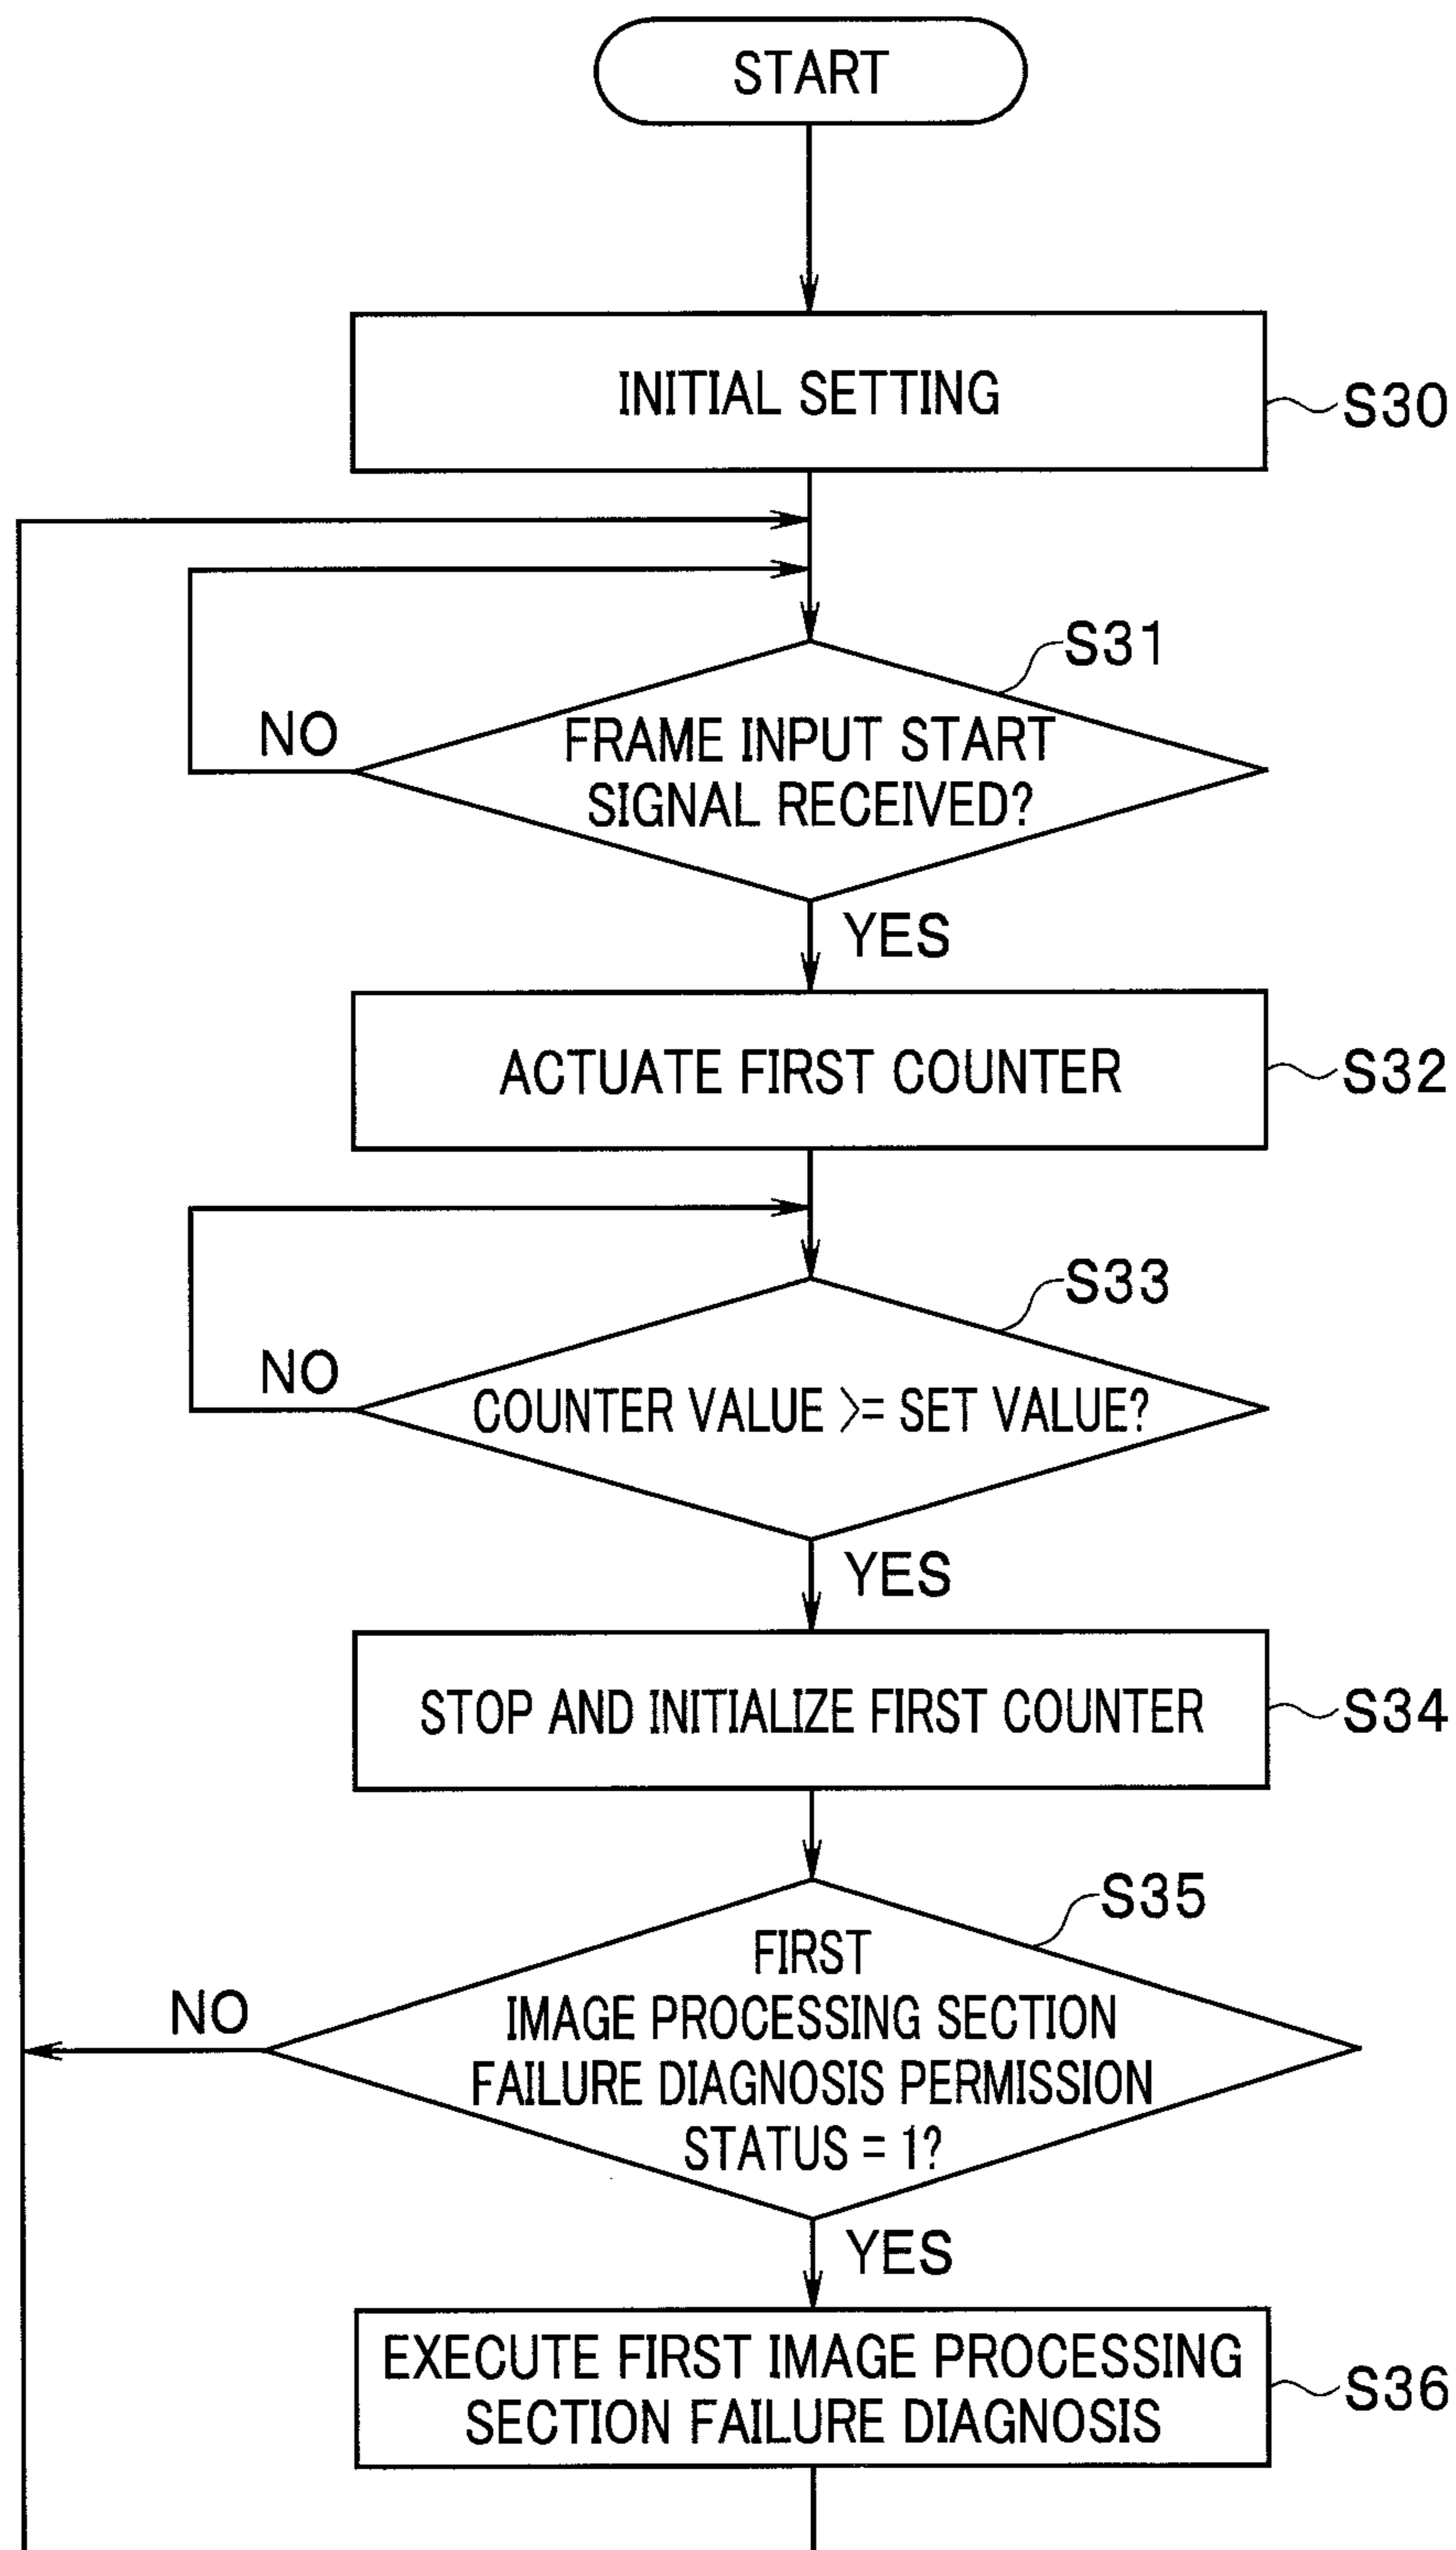 START
INITIAL SETTING
S30
S31
NO
FRAME INPUT START
SIGNAL RECEIVED?
YES
ACTUATE FIRST COUNTER
S32
S33
NO
COUNTER VALUE >= SET VALUE?
YES
STOP AND INITIALIZE FIRST COUNTER
S34
S35
NO
FIRST
IMAGE PROCESSING SECTION
FAILURE DIAGNOSIS PERMISSION
STATUS = 1?
YES
EXECUTE FIRST IMAGE PROCESSING
SECTION FAILURE DIAGNOSIS
S36